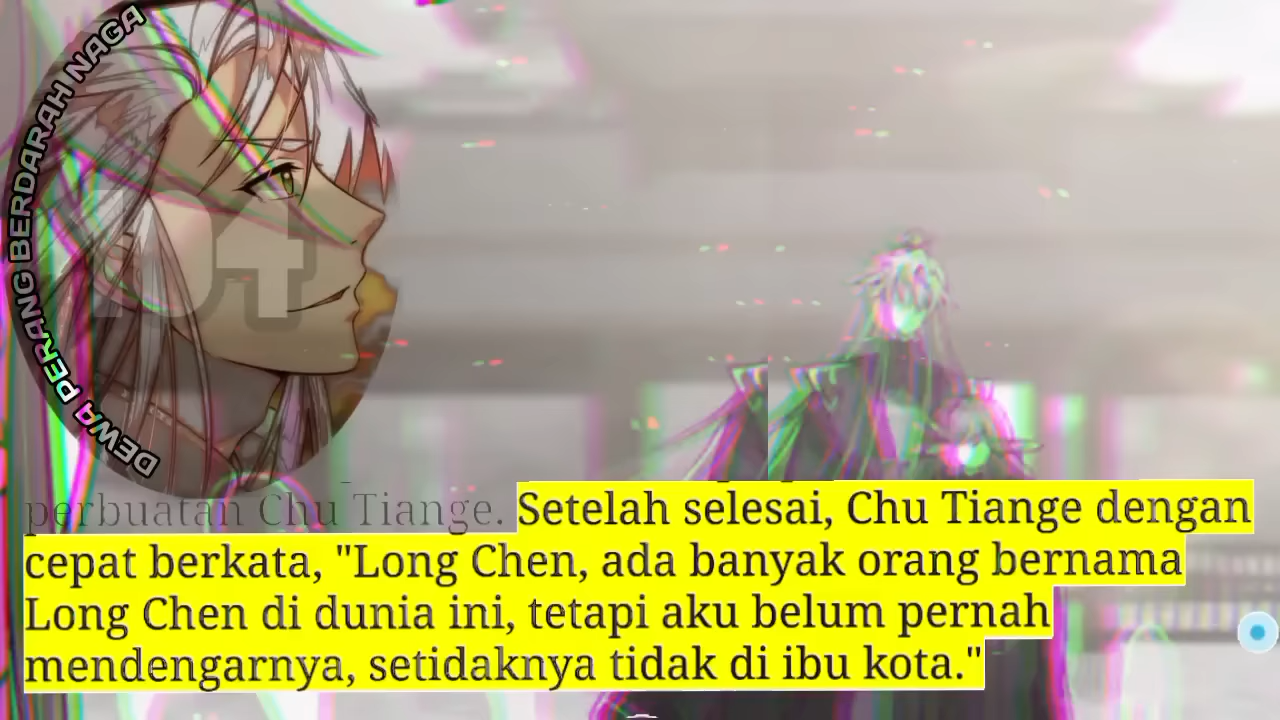 DEWA PERANG BERDARAH NAGA
104
perbuatan Chu Tiange. Setelah selesai, Chu Tiange dengan
cepat berkata, "Long Chen, ada banyak orang bernama
Long Chen di dunia ini, tetapi aku belum pernah
mendengarnya, setidaknya tidak di ibu kota."